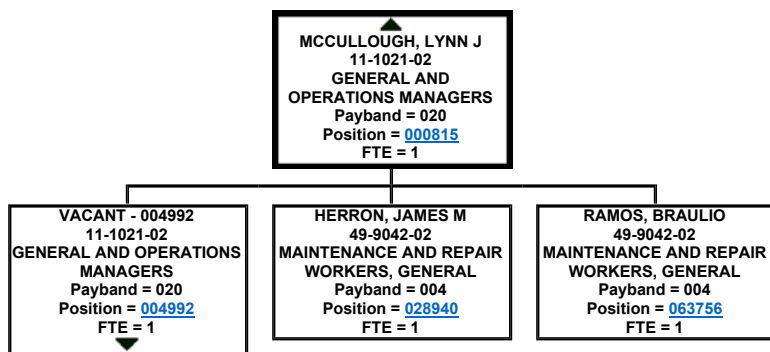 MCCULLOUGH, LYNN J
11-1021-02
GENERAL AND
OPERATIONS MANAGERS
Payband = 020
Position = 000815
FTE = 1
VACANT - 004992
11-1021-02
GENERAL AND OPERATIONS
MANAGERS
Payband = 020
Position = 004992
FTE = 1
HERRON, JAMES M
49-9042-02
MAINTENANCE AND REPAIR
WORKERS, GENERAL
Payband = 004
Position = 028940
FTE = 1
RAMOS, BRAULIO
49-9042-02
MAINTENANCE AND REPAIR
WORKERS, GENERAL
Payband = 004
Position = 063756
FTE = 1